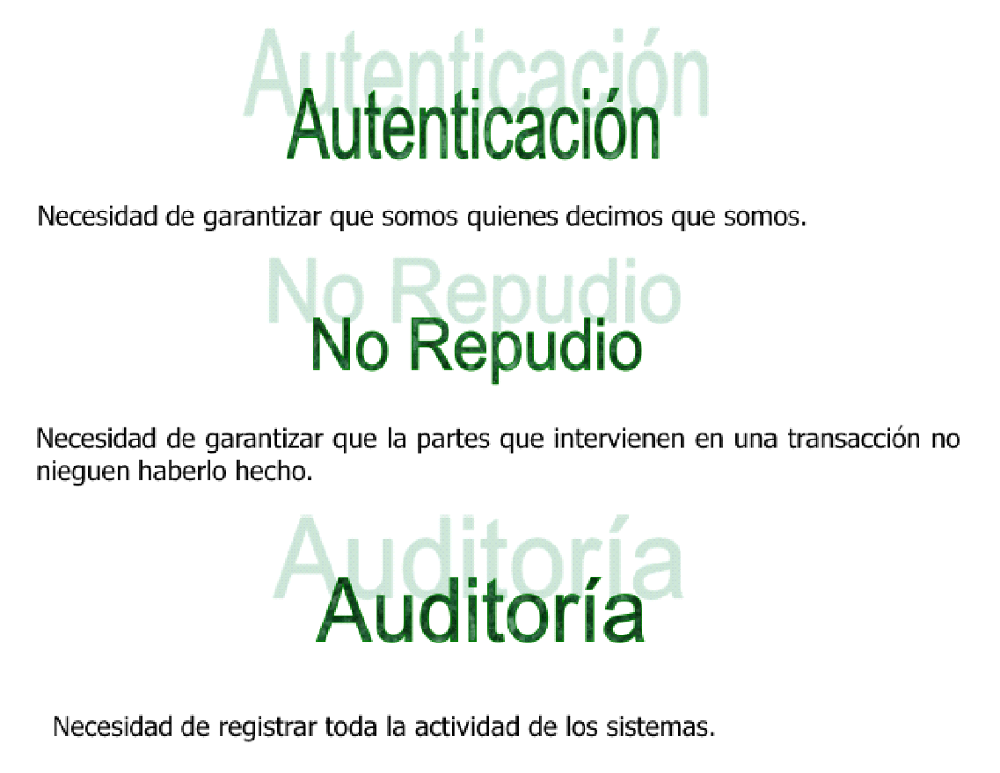 Autenticación
Necesidad de garantizar que somos quienes decimos que somos.
No Repudio
Necesidad de garantizar que la partes que intervienen en una transacción no
nieguen haberlo hecho.
Auditoría
Necesidad de registrar toda la actividad de los sistemas.